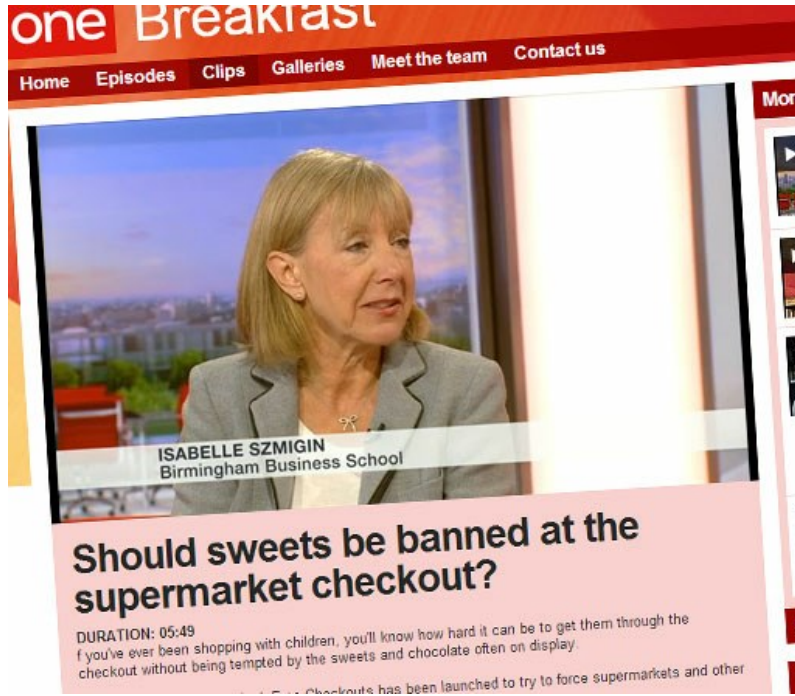 one Breakfast
Home Episodes Clips Galleries Meet the team Contact us
ISABELLE SZMIGIN
Birmingham Business School
Should sweets be banned at the
supermarket checkout?
DURATION: 05:49
f you've ever been shopping with children, you'll know how hard it can be to get them through the
checkout without being tempted by the sweets and chocolate often on display.
Checkouts has been launched to try to force supermarkets and other